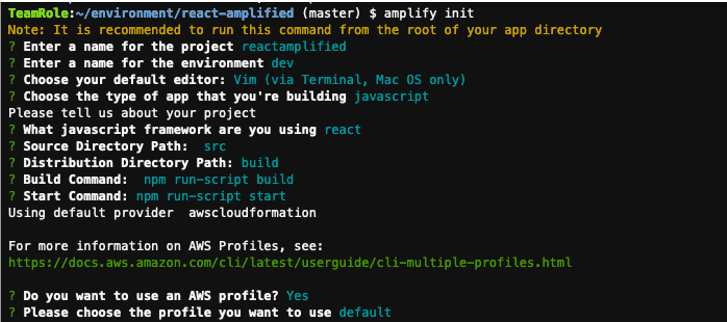 TeamRole:~/environment/react-amplified (master) $ amplify init
Note: It is recommended to run this command from the root of your app directory
? Enter a name for the project reactamplified
? Enter a name for the environment dev
? Choose your default editor: Vim (via Terminal, Mac OS only)
? Choose the type of app that you're building javascript
Please tell us about your project
? What javascript framework are you using react
? Source Directory Path:  src
? Distribution Directory Path: build
? Build Command:  npm run-script build
? Start Command: npm run-script start
Using default provider  awscloudformation
For more information on AWS Profiles, see:
https://docs.aws.amazon.com/cli/latest/userguide/cli-multiple-profiles.html
? Do you want to use an AWS profile? Yes
? Please choose the profile you want to use default